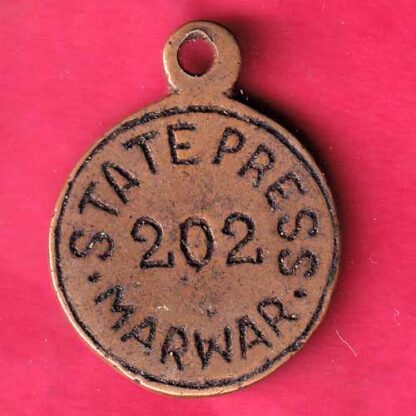 STATE PRESS
202
· MARWAR ·